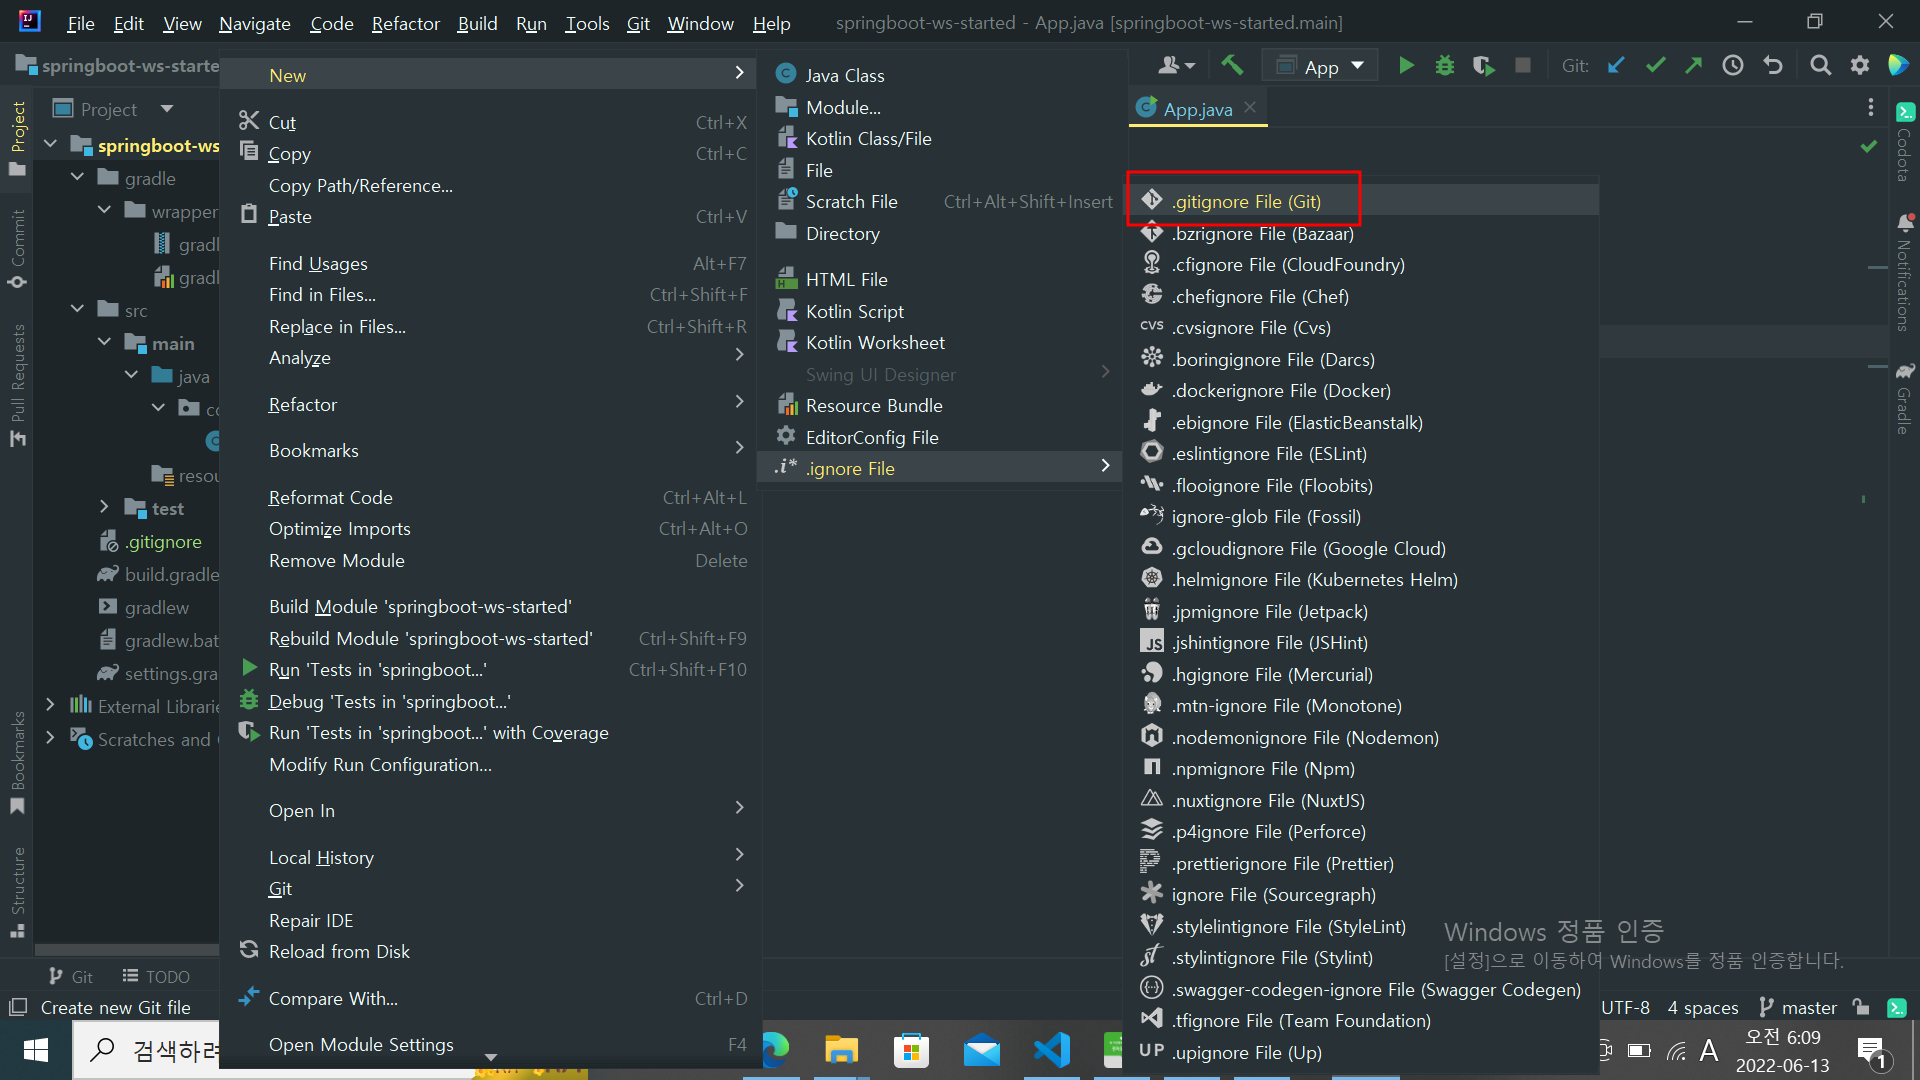 File Edit View Navigate Code Refactor Build Run Tools Git Window Help springboot-ws-started - App.java [springboot-ws-started.main]
springboot-ws-starte
App
Git:
Project
App.java
Project
springboot-ws
gradle
wrapper
gradl
gradl
src
main
java
co
resou
test
.gitignore
build.gradle
gradlew
gradlew.bat
settings.gra
External Librarie
Scratches and
Commit
Pull Requests
Bookmarks
Structure
New
Cut Ctrl+X
Copy Ctrl+C
Copy Path/Reference...
Paste Ctrl+V
Find Usages Alt+F7
Find in Files... Ctrl+Shift+F
Replace in Files... Ctrl+Shift+R
Analyze
Refactor
Bookmarks
Reformat Code Ctrl+Alt+L
Optimize Imports Ctrl+Alt+O
Remove Module Delete
Build Module 'springboot-ws-started'
Rebuild Module 'springboot-ws-started' Ctrl+Shift+F9
Run 'Tests in 'springboot...' Ctrl+Shift+F10
Debug 'Tests in 'springboot...'
Run 'Tests in 'springboot...' with Coverage
Modify Run Configuration...
Open In
Local History
Git
Repair IDE
Reload from Disk
Compare With... Ctrl+D
Open Module Settings F4
Java Class
Module...
Kotlin Class/File
File
Scratch File Ctrl+Alt+Shift+Insert
Directory
HTML File
Kotlin Script
Kotlin Worksheet
Swing UI Designer
Resource Bundle
EditorConfig File
.i* .ignore File
.gitignore File (Git)
.bzrignore File (Bazaar)
.cfignore File (CloudFoundry)
.chefignore File (Chef)
CVS .cvsignore File (Cvs)
.boringignore File (Darcs)
.dockerignore File (Docker)
.ebignore File (ElasticBeanstalk)
.eslintignore File (ESLint)
.flooignore File (Floobits)
ignore-glob File (Fossil)
.gcloudignore File (Google Cloud)
.helmignore File (Kubernetes Helm)
.jpmignore File (Jetpack)
JS .jshintignore File (JSHint)
.hgignore File (Mercurial)
.mtn-ignore File (Monotone)
.nodemonignore File (Nodemon)
.npmignore File (Npm)
.nuxtignore File (NuxtJS)
.p4ignore File (Perforce)
.prettierignore File (Prettier)
ignore File (Sourcegraph)
.stylelintignore File (StyleLint)
st .stylintignore File (Stylint)
.swagger-codegen-ignore File (Swagger Codegen)
.tfignore File (Team Foundation)
UP .upignore File (Up)
Codota
Notifications
Gradle
Windows 정품 인증
[설정]으로 이동하여 Windows를 정품 인증합니다.
Git TODO
Create new Git file
UTF-8 4 spaces master
검색하려
A
오전 6:09
2022-06-13
1